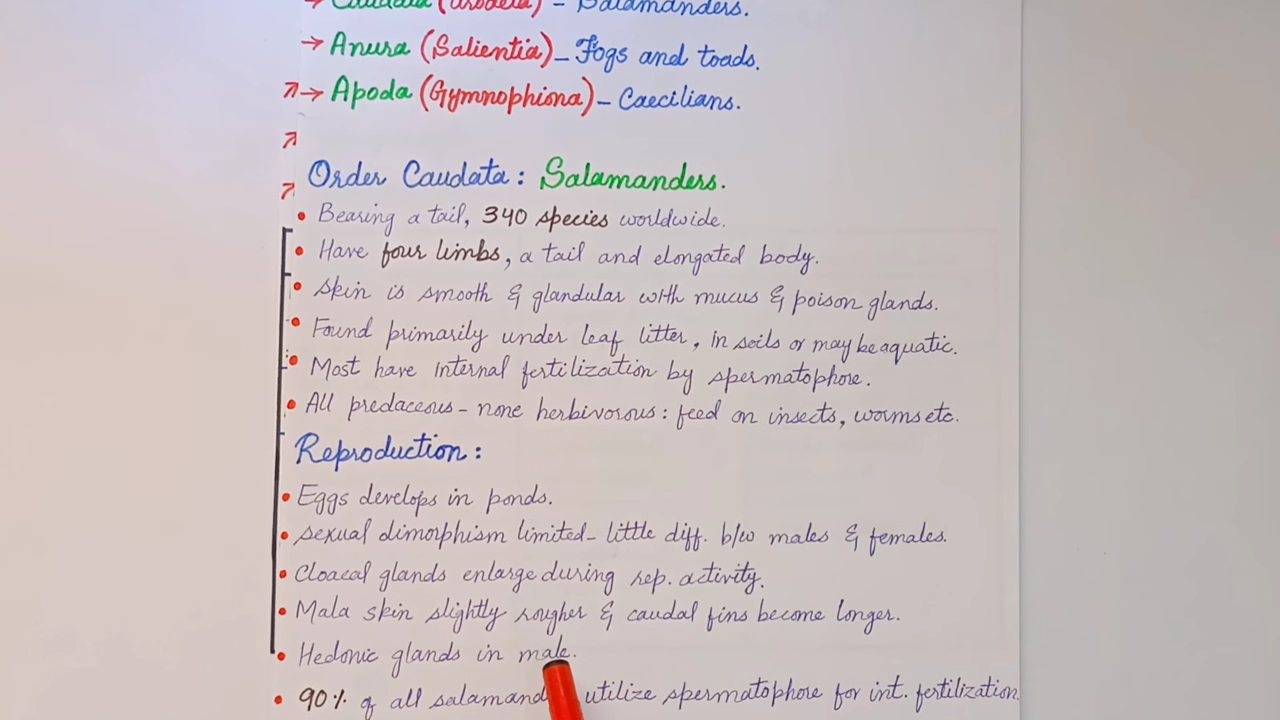 → Caudata (Urodela) – Salamanders.
→ Anura (Salientia) – Fogs and toads.
→ Apoda (Gymnophiona) – Caecilians.
Order Caudata : Salamanders.
• Bearing a tail, 340 species worldwide.
• Have four limbs, a tail and elongated body.
• Skin is smooth & glandular with mucus & poison glands.
• Found primarily under leaf litter, in soils or may be aquatic.
• Most have internal fertilization by spermatophore.
• All predaceous – none herbivorous : feed on insects, worms etc.
Reproduction :
• Eggs develops in ponds.
• Sexual dimorphism limited – little diff. b/w males & females.
• Cloacal glands enlarge during rep. activity.
• Mala skin slightly rougher & caudal fins become longer.
• Hedonic glands in male.
• 90% of all salamand utilize spermatophore for int. fertilization